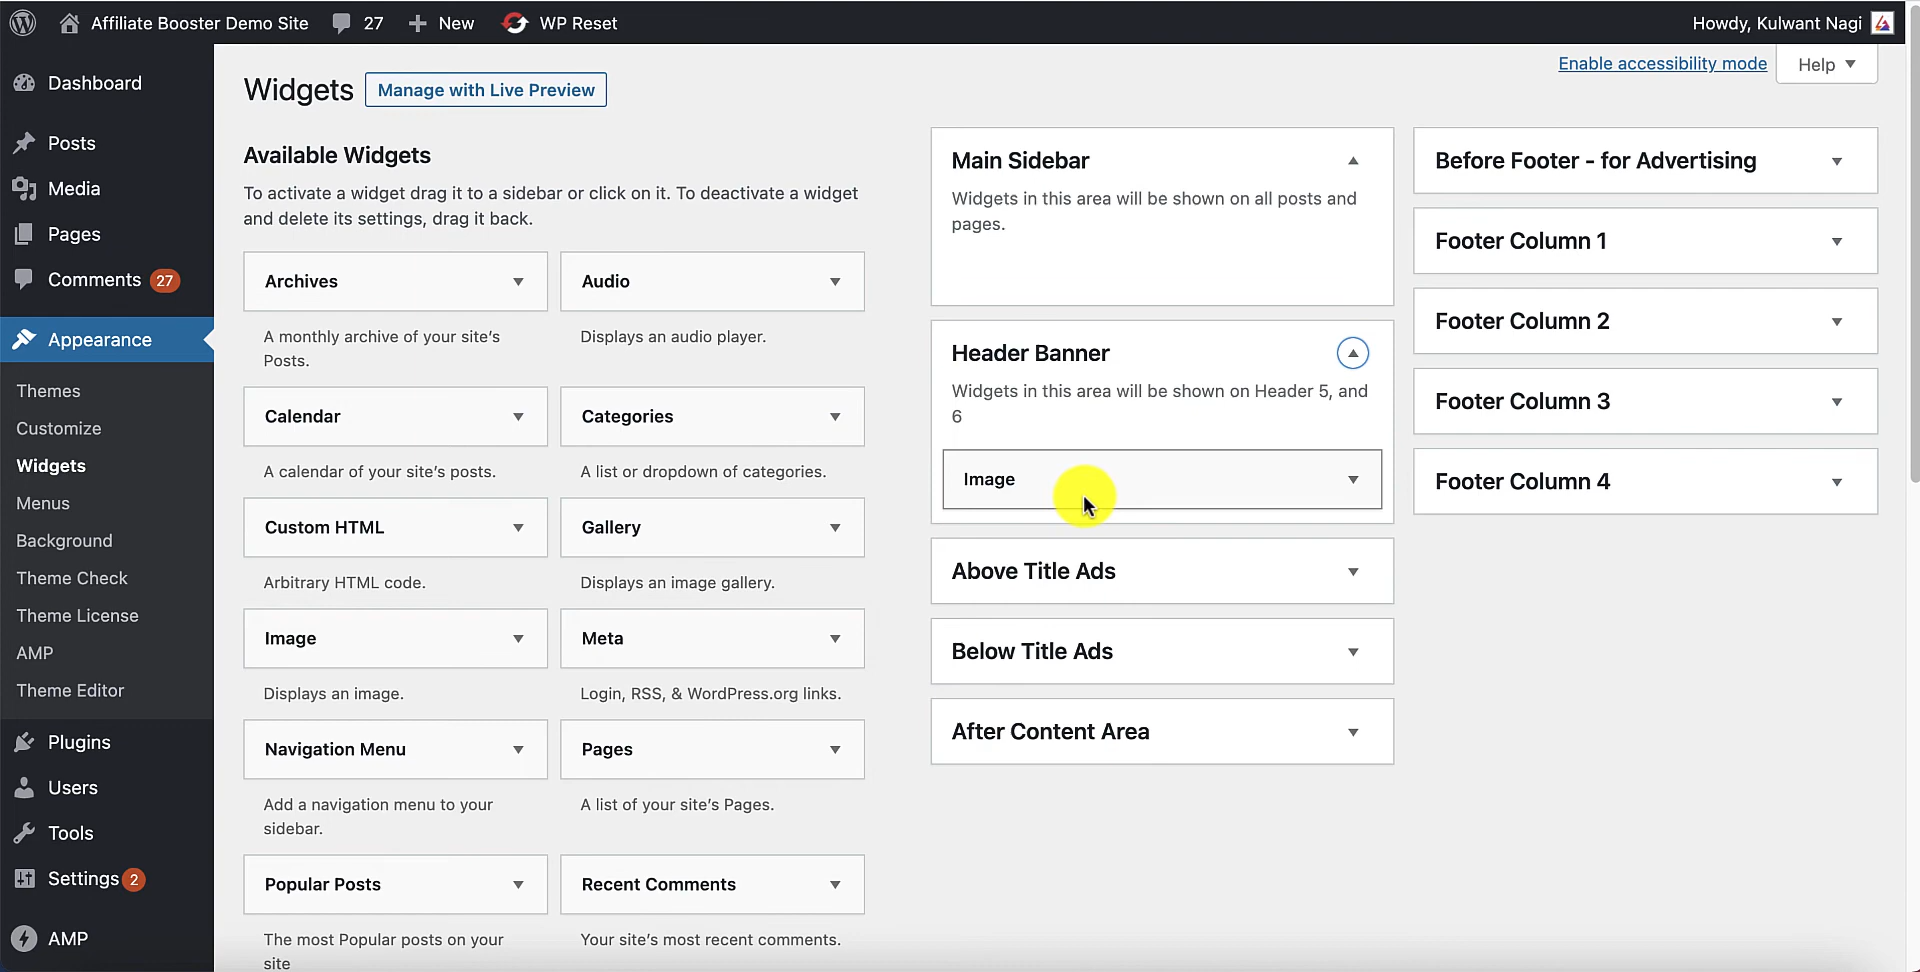 Affiliate Booster Demo Site
27
New
WP Reset
Howdy, Kulwant Nagi
Dashboard
Posts
Media
Pages
Comments 27
Appearance
Themes
Customize
Widgets
Menus
Background
Theme Check
Theme License
AMP
Theme Editor
Plugins
Users
Tools
Settings 2
AMP
Enable accessibility mode
Help
Widgets
Manage with Live Preview
Available Widgets
To activate a widget drag it to a sidebar or click on it. To deactivate a widget
and delete its settings, drag it back.
Archives
A monthly archive of your site's
Posts.
Audio
Displays an audio player.
Calendar
A calendar of your site's posts.
Categories
A list or dropdown of categories.
Custom HTML
Arbitrary HTML code.
Gallery
Displays an image gallery.
Image
Displays an image.
Meta
Login, RSS, & WordPress.org links.
Navigation Menu
Add a navigation menu to your
sidebar.
Pages
A list of your site's Pages.
Popular Posts
The most Popular posts on your
site
Recent Comments
Your site's most recent comments.
Main Sidebar
Widgets in this area will be shown on all posts and
pages.
Header Banner
Widgets in this area will be shown on Header 5, and
6
Image
Above Title Ads
Below Title Ads
After Content Area
Before Footer - for Advertising
Footer Column 1
Footer Column 2
Footer Column 3
Footer Column 4